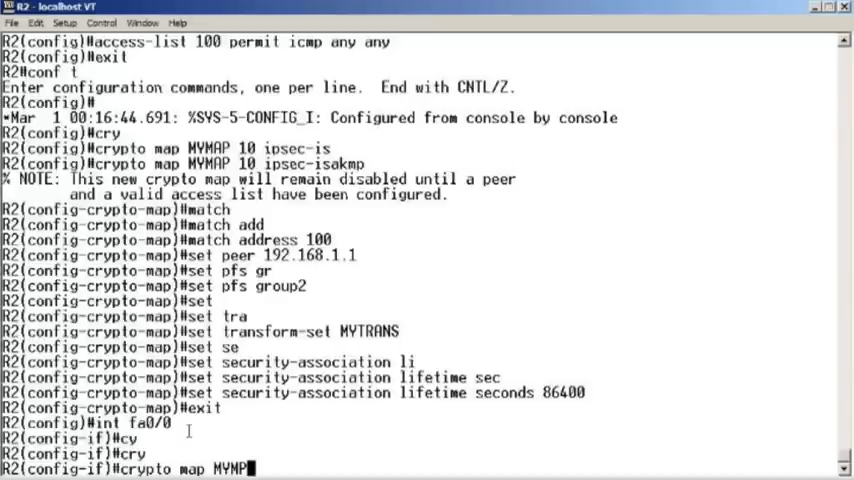 R2 - localhost VT
File Edit Setup Control Window Help
R2(config)#access-list 100 permit icmp any any
R2(config)#exit
R2#conf t
Enter configuration commands, one per line.  End with CNTL/Z.
R2(config)#
*Mar  1 00:16:44.691: %SYS-5-CONFIG_I: Configured from console by console
R2(config)#cry
R2(config)#crypto map MYMAP 10 ipsec-is
R2(config)#crypto map MYMAP 10 ipsec-isakmp
% NOTE: This new crypto map will remain disabled until a peer
and a valid access list have been configured.
R2(config-crypto-map)#match
R2(config-crypto-map)#match add
R2(config-crypto-map)#match address 100
R2(config-crypto-map)#set peer 192.168.1.1
R2(config-crypto-map)#set pfs gr
R2(config-crypto-map)#set pfs group2
R2(config-crypto-map)#set
R2(config-crypto-map)#set tra
R2(config-crypto-map)#set transform-set MYTRANS
R2(config-crypto-map)#set se
R2(config-crypto-map)#set security-association li
R2(config-crypto-map)#set security-association lifetime sec
R2(config-crypto-map)#set security-association lifetime seconds 86400
R2(config-crypto-map)#exit
R2(config)#int fa0/0
R2(config-if)#cy
R2(config-if)#cry
R2(config-if)#crypto map MYMP